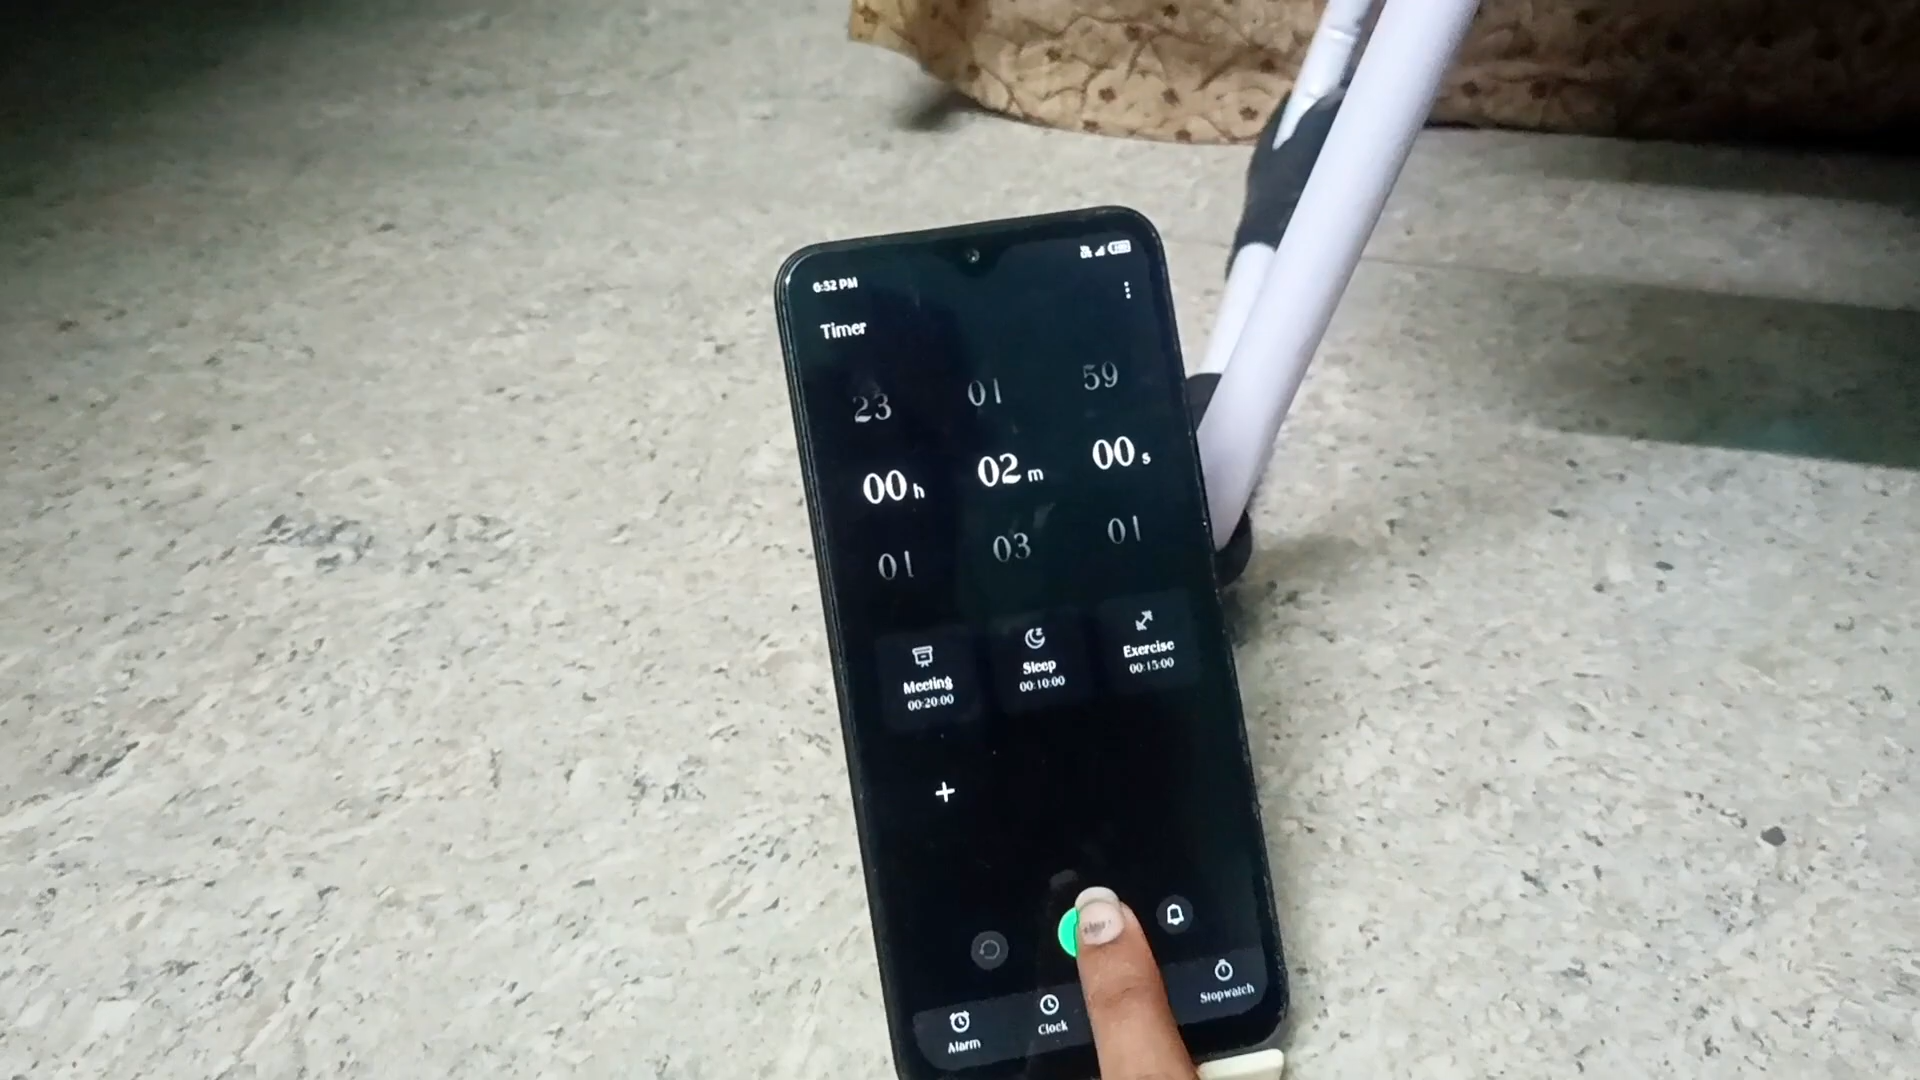 6:52 PM
Timer
23 01 59
00 h 02 m 00 s
01 03 01
Meeting Sleep Exercise
00:20:00 00:10:00 00:15:00
Alarm Clock Stopwatch